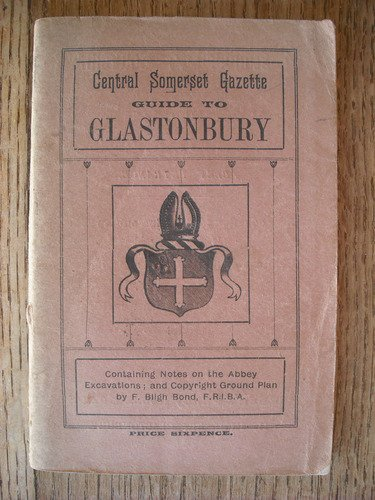 Central Somerset Gazette
GUIDE TO
GLASTONBURY
Containing Notes on the Abbey
Excavations; and Copyright Ground Plan
by F. Bligh Bond, F.R.I.B.A.
PRICE SIXPENCE.